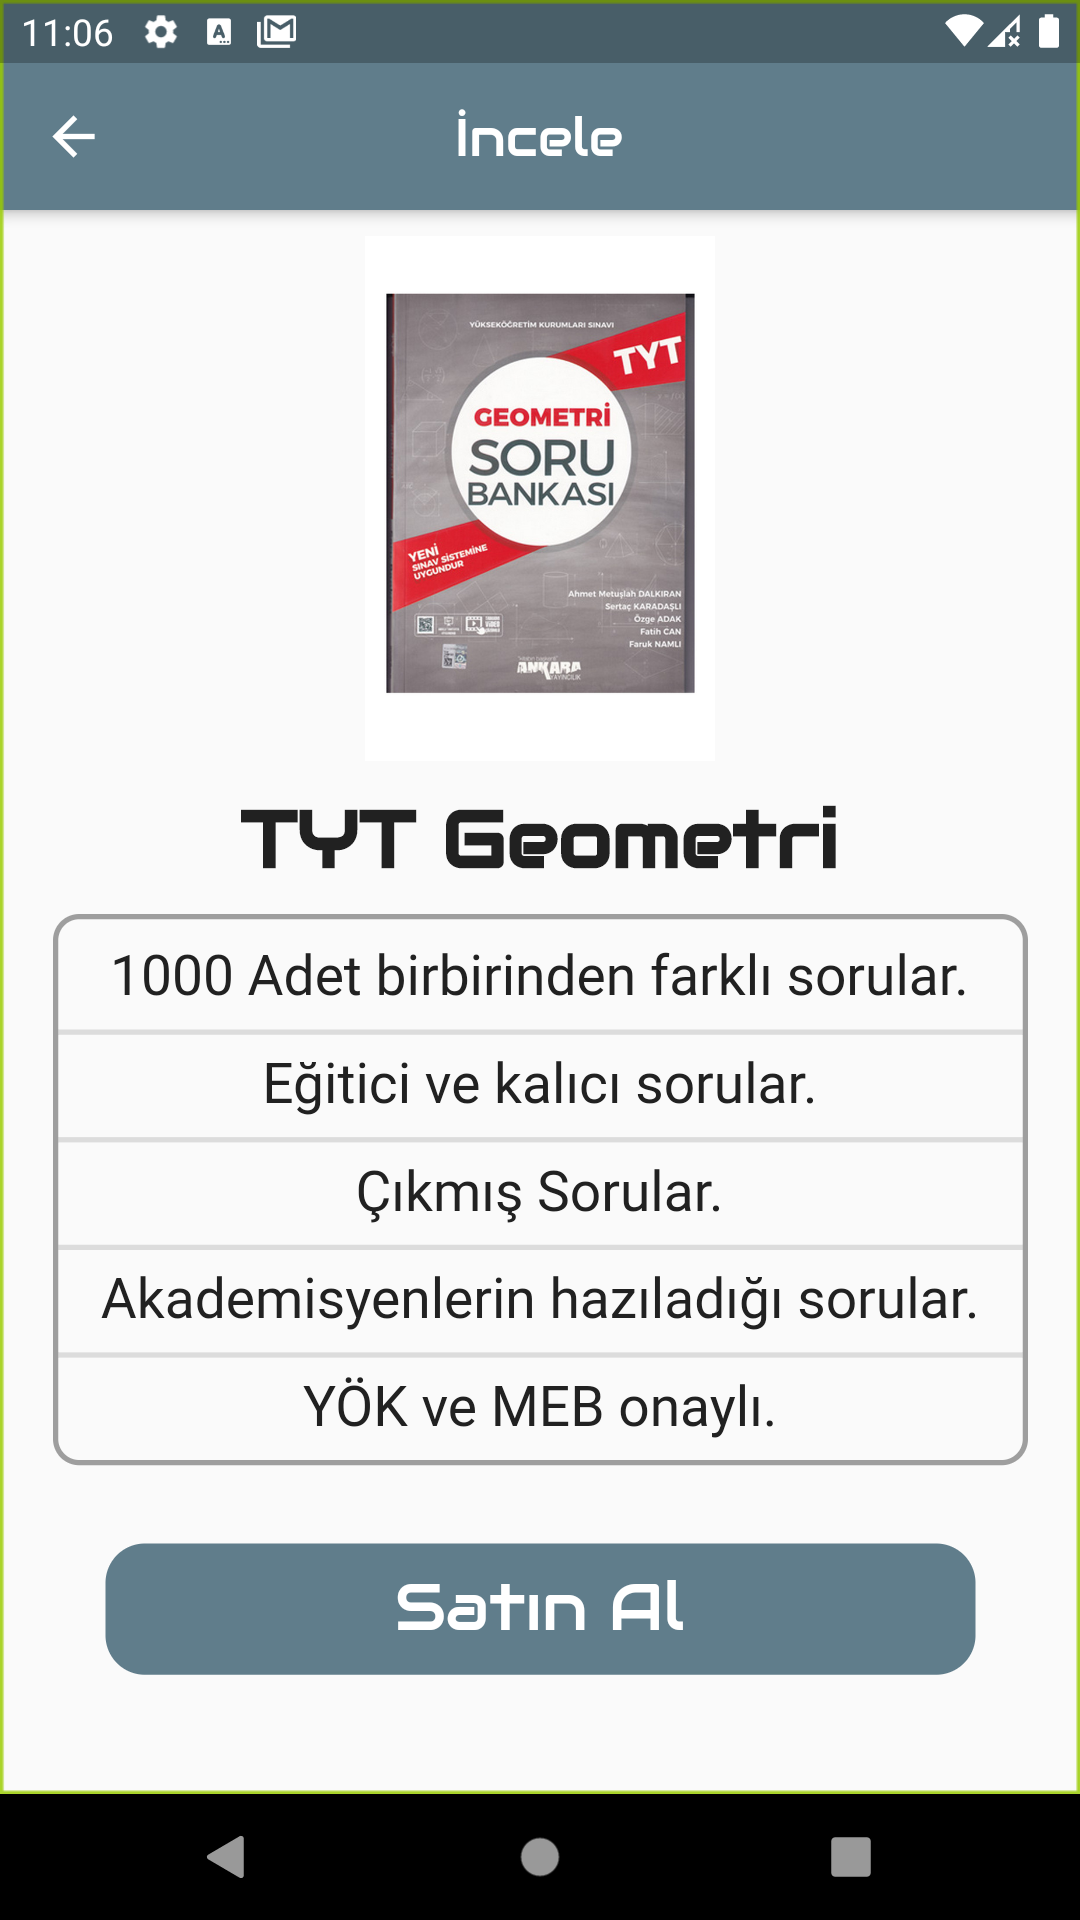 11:06
İncele
YÜKSEKÖĞRETİM KURUMLARI SINAVI
TYT
GEOMETRİ
SORU
BANKASI
YENİ
SINAV SİSTEMİNE
UYGUNDUR
Ahmet Metuşlah DALKIRAN
Sertaç KARADAŞLI
Özge ADAK
Fatih CAN
Faruk NAMLI
ANKARA
YAYINCILIK
TYT Geometri
1000 Adet birbirinden farklı sorular.
Eğitici ve kalıcı sorular.
Çıkmış Sorular.
Akademisyenlerin hazıladığı sorular.
YÖK ve MEB onaylı.
Satın Al